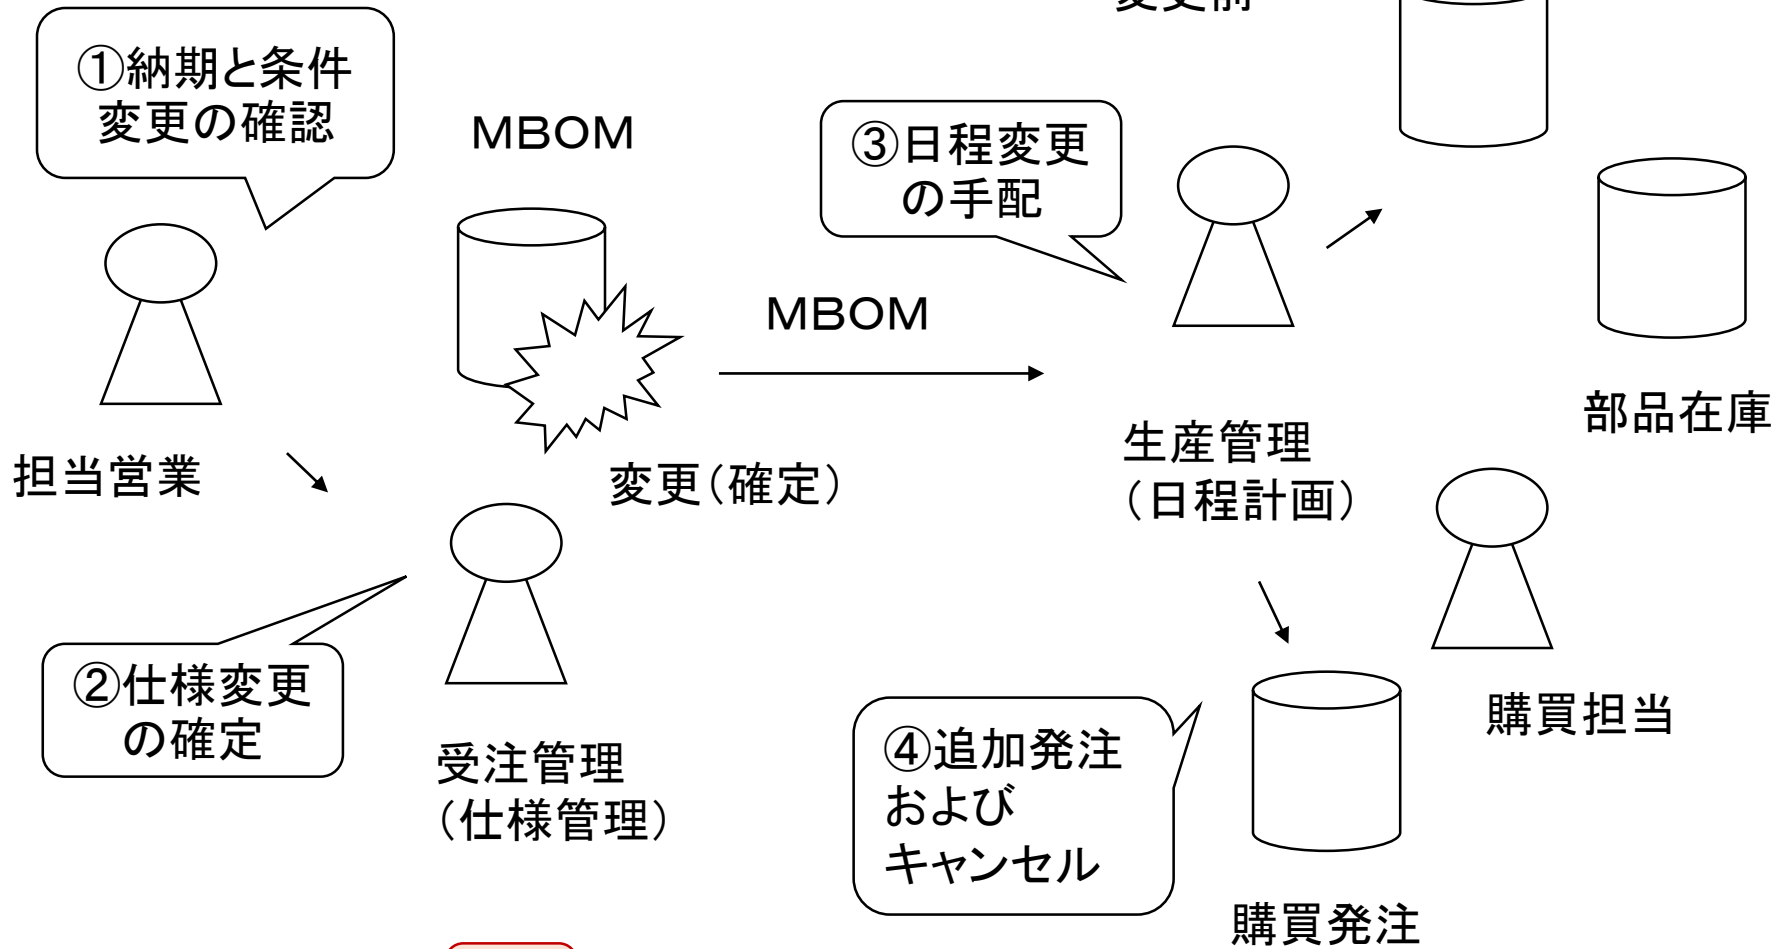 変更前
①納期と条件
変更の確認
ＭＢＯＭ
③日程変更
の手配
ＭＢＯＭ
部品在庫
担当営業
変更（確定）
生産管理
（日程計画）
②仕様変更
の確定
受注管理
（仕様管理）
購買担当
④追加発注
および
キャンセル
購買発注